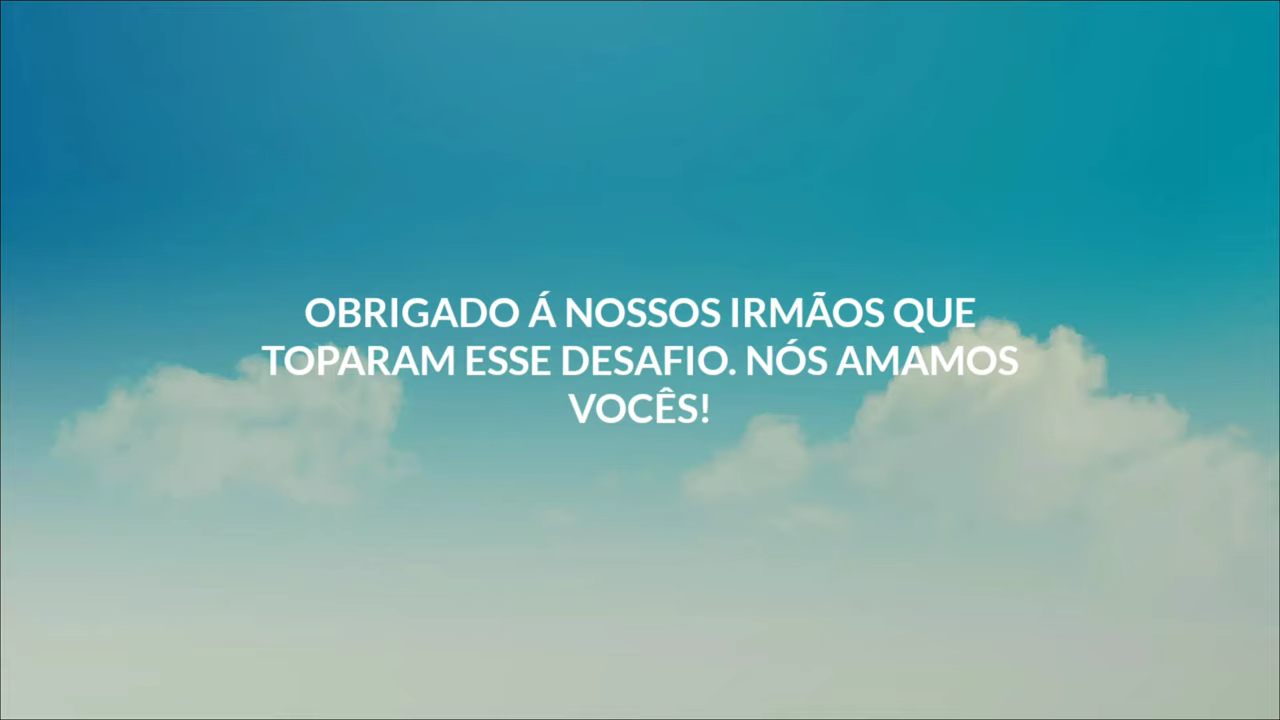 OBRIGADO Á NOSSOS IRMÃOS QUE
TOPARAM ESSE DESAFIO. NÓS AMAMOS
VOCÊS!